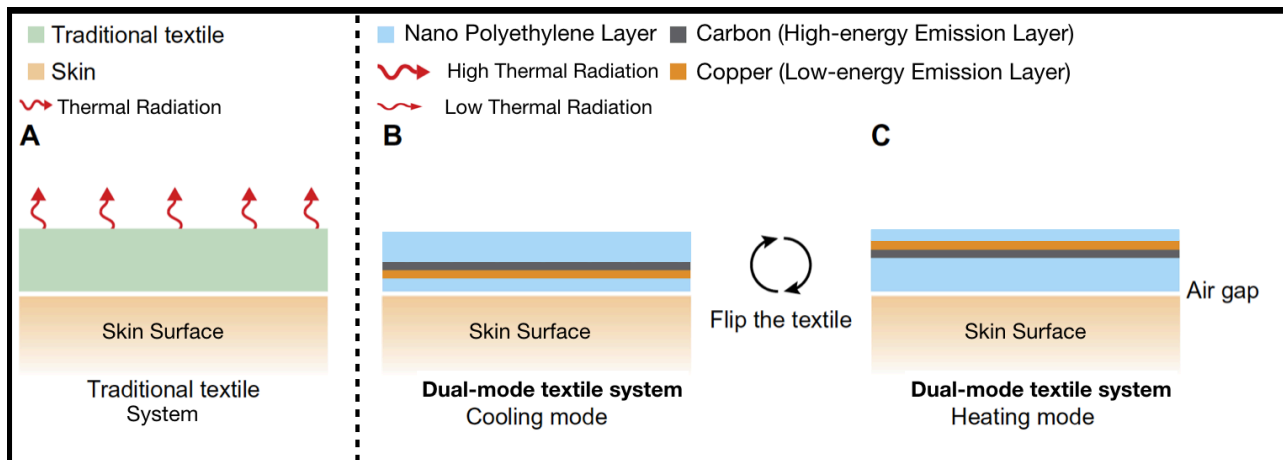 Traditional textile
Skin
Thermal Radiation
A
Skin Surface
Traditional textile
System
Nano Polyethylene Layer
Carbon (High-energy Emission Layer)
High Thermal Radiation
Copper (Low-energy Emission Layer)
Low Thermal Radiation
B
Skin Surface
Dual-mode textile system
Cooling mode
Flip the textile
C
Air gap
Skin Surface
Dual-mode textile system
Heating mode